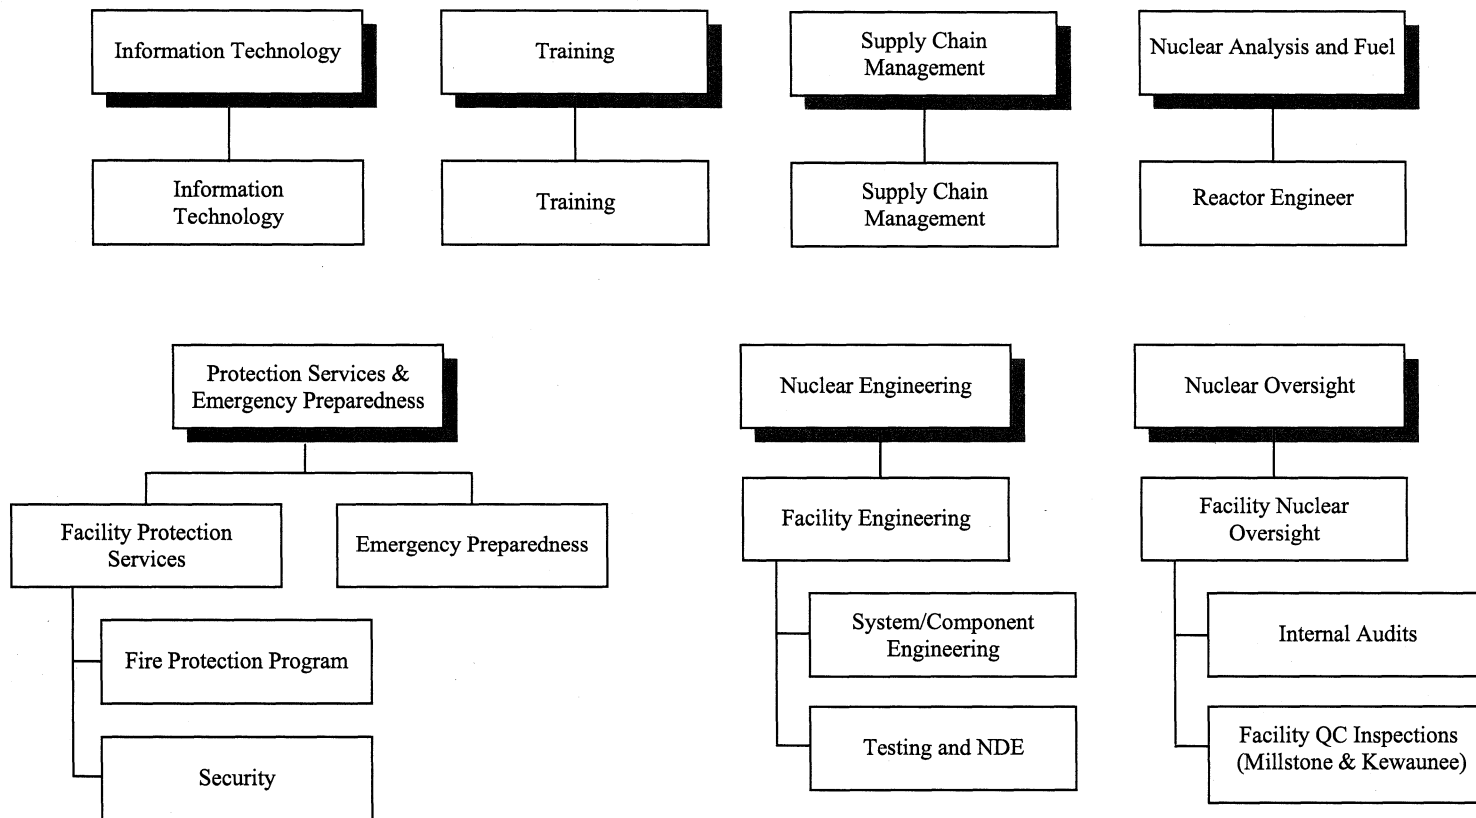 Information Technology
Training
Supply Chain
Management
Nuclear Analysis and Fuel
Information
Technology
Training
Supply Chain
Management
Reactor Engineer
Protection Services &
Emergency Preparedness
Nuclear Engineering
Nuclear Oversight
Facility Protection
Services
Emergency Preparedness
Facility Engineering
Facility Nuclear
Oversight
Fire Protection Program
System/Component
Engineering
Internal Audits
Security
Testing and NDE
Facility QC Inspections
(Millstone & Kewaunee)